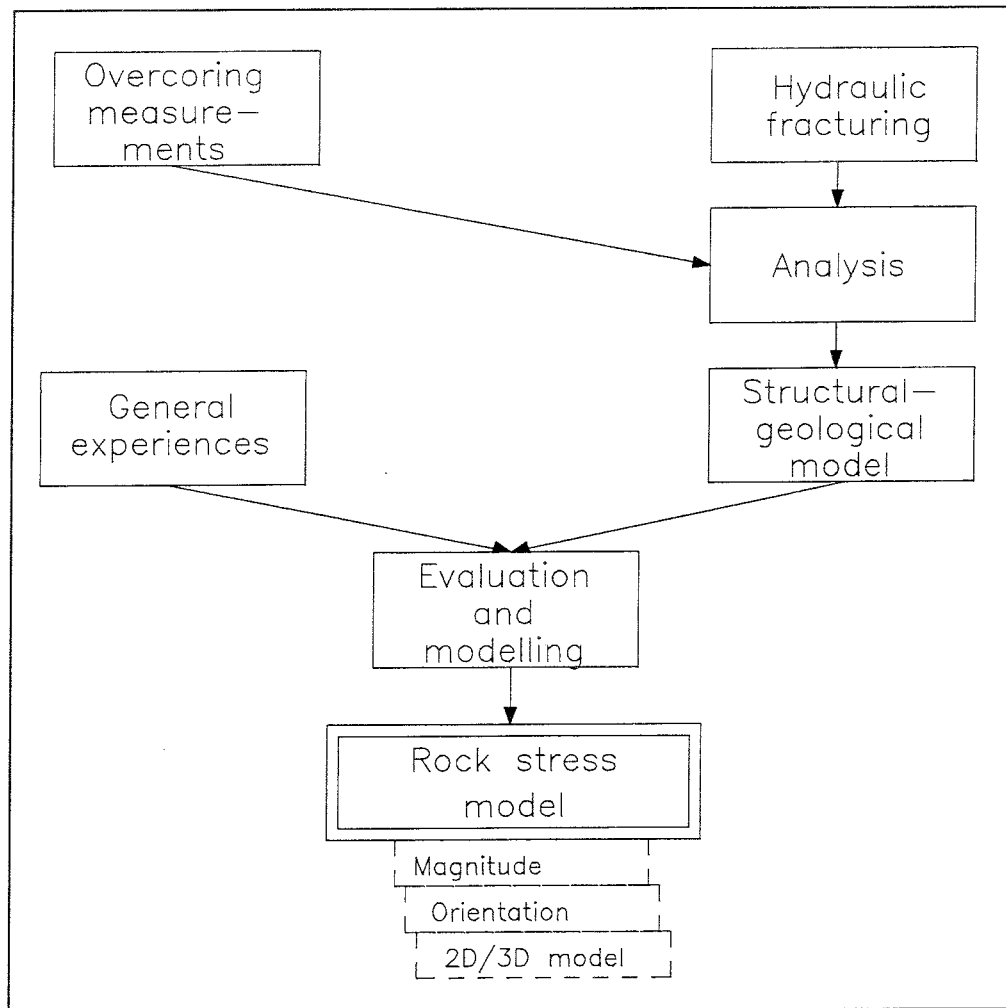 Overcoring
measure-
ments
Hydraulic
fracturing
Analysis
General
experiences
Structural-
geological
model
Evaluation
and
modelling
Rock stress
model
Magnitude
Orientation
2D/3D model